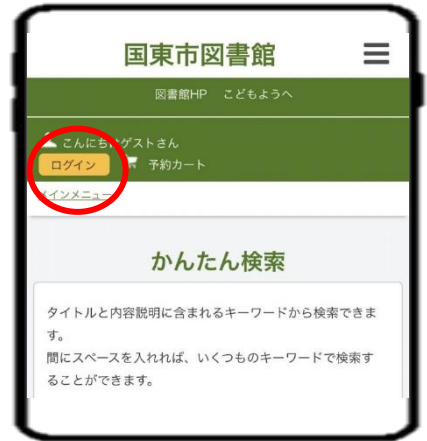 国東市図書館
図書館HP こどもようへ
こんにちはゲストさん
ログイン 予約カート
メインメニュー
かんたん検索
タイトルと内容説明に含まれるキーワードから検索できま
す。
間にスペースを入れれば、いくつものキーワードで検索す
ることができます。